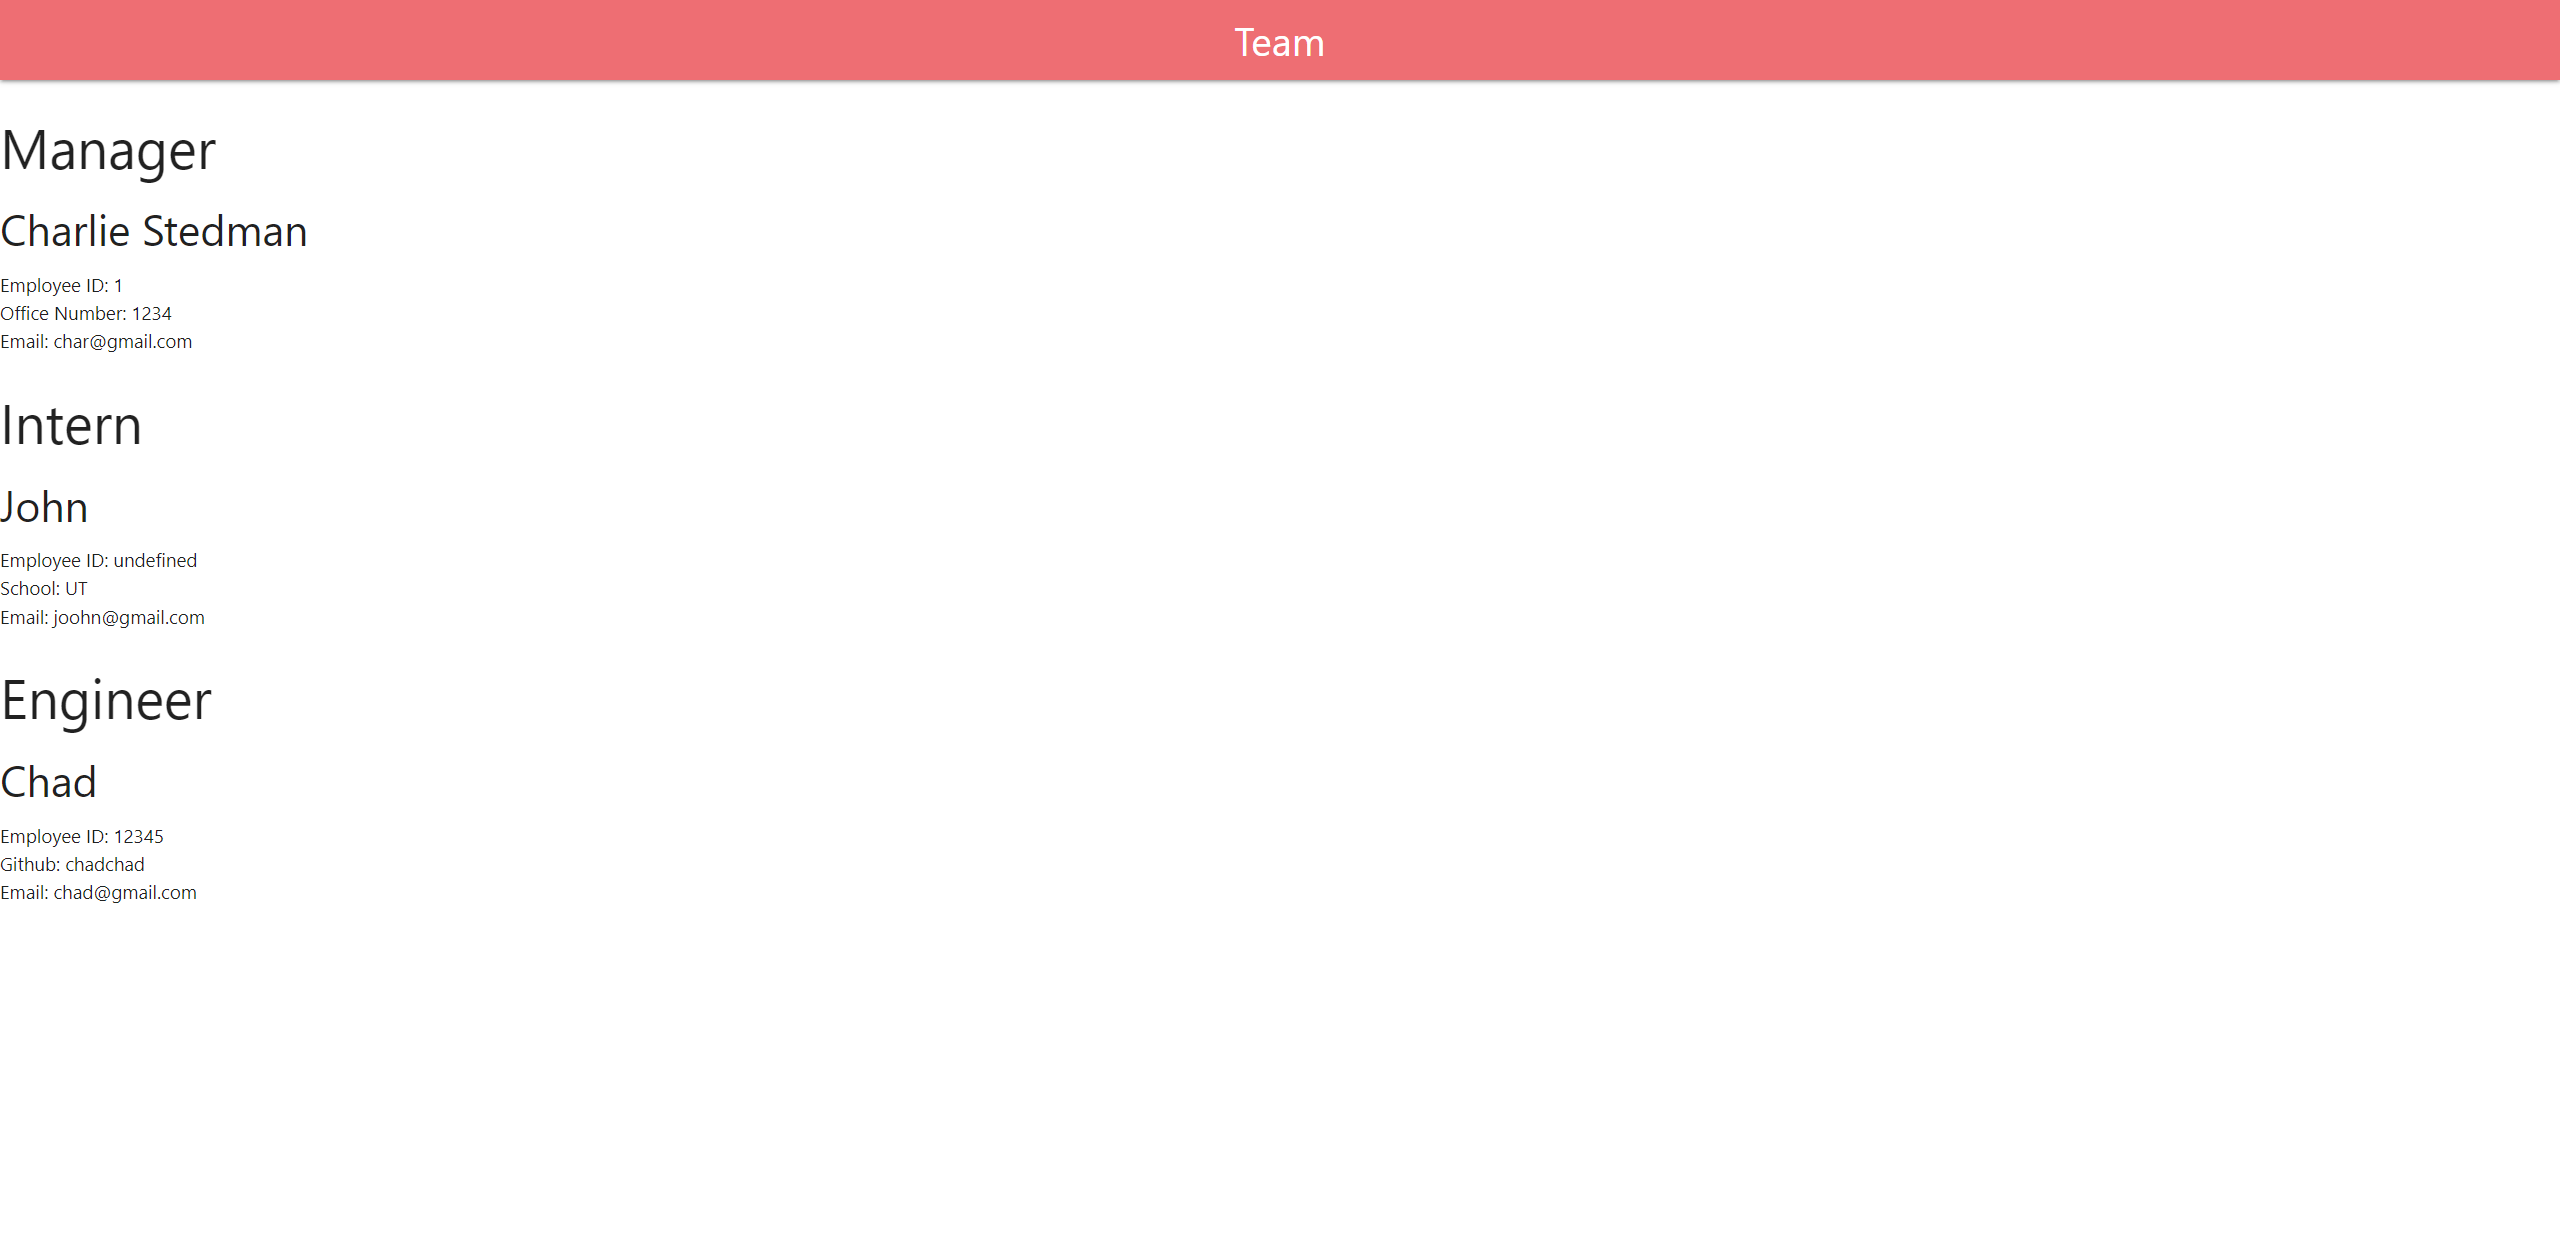 Team
Manager
Charlie Stedman
Employee ID: 1
Office Number: 1234
Email: char@gmail.com
Intern
John
Employee ID: undefined
School: UT
Email: joohn@gmail.com
Engineer
Chad
Employee ID: 12345
Github: chadchad
Email: chad@gmail.com